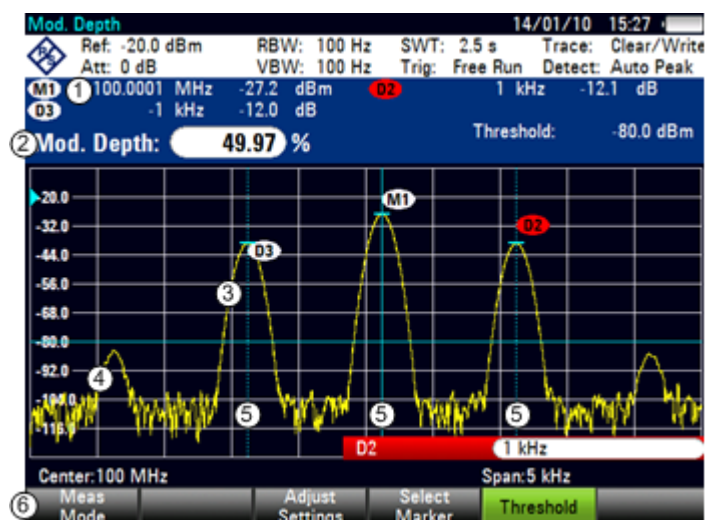 Mod. Depth 14/01/10 15:27
R&S Ref: -20.0 dBm RBW: 100 Hz SWT: 2.5 s Trace: Clear/Write
Att: 0 dB VBW: 100 Hz Trig: Free Run Detect: Auto Peak
M1 1 100.0001 MHz -27.2 dBm D2 1 kHz -12.1 dB
D3 -1 kHz -12.0 dB
2 Mod. Depth: 49.97 % Threshold: -80.0 dBm
-20.0
M1
-32.0
D2
-44.0
D3
-56.0
3
-68.0
-80.0
-92.0
4
-104.0
5 5 5
-116.0
D2 1 kHz
Center:100 MHz Span:5 kHz
6 Meas Mode Adjust Settings Select Marker Threshold